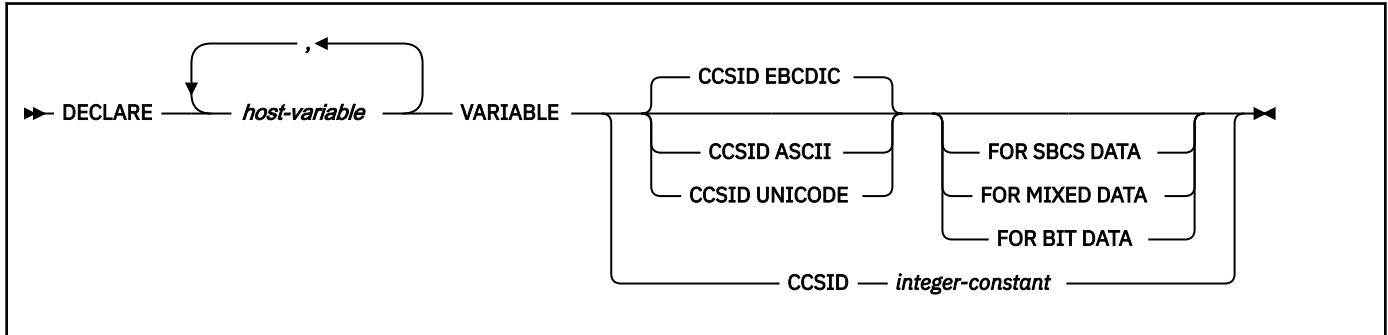 ,
DECLARE host-variable VARIABLE
CCSID EBCDIC
CCSID ASCII
CCSID UNICODE
FOR SBCS DATA
FOR MIXED DATA
FOR BIT DATA
CCSID integer-constant